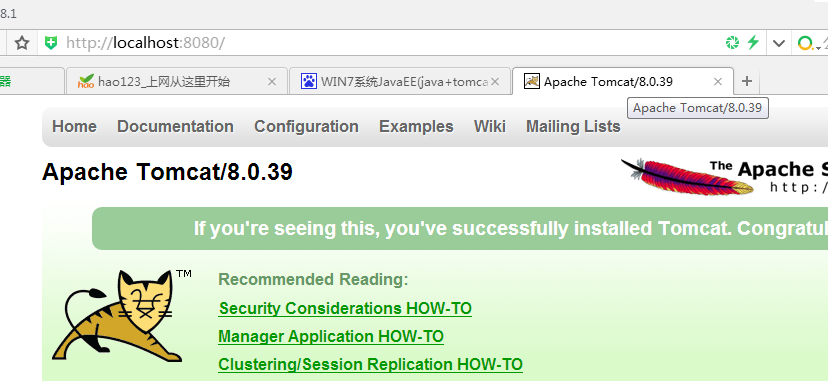 8.1
http://localhost:8080/
器
hao123_上网从这里开始
WIN7系统JavaEE(java+tomca
Apache Tomcat/8.0.39
Apache Tomcat/8.0.39
Home Documentation Configuration Examples Wiki Mailing Lists
Apache Tomcat/8.0.39
The Apache S
http:/
If you're seeing this, you've successfully installed Tomcat. Congratul
TM
Recommended Reading:
Security Considerations HOW-TO
Manager Application HOW-TO
Clustering/Session Replication HOW-TO